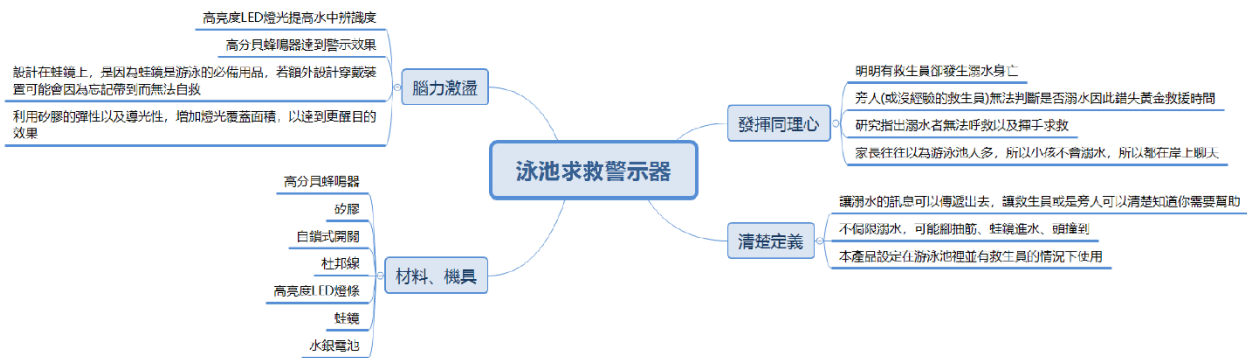 泳池求救警示器
腦力激盪
高亮度LED燈光提高水中辨識度
高分貝蜂鳴器達到警示效果
設計在蛙鏡上，是因為蛙鏡是游泳的必備用品，若額外設計穿戴裝
置可能會因為忘記帶到而無法自救
利用矽膠的彈性以及導光性，增加燈光覆蓋面積，以達到更醒目的
效果
材料、機具
高分貝蜂鳴器
矽膠
自鎖式開關
杜邦線
高亮度LED燈條
蛙鏡
水銀電池
發揮同理心
明明有救生員卻發生溺水身亡
旁人(或沒經驗的救生員)無法判斷是否溺水因此錯失黃金救援時間
研究指出溺水者無法呼救以及揮手求救
家長往往以為游泳池人多，所以小孩不會溺水，所以都在岸上聊天
清楚定義
讓溺水的訊息可以傳遞出去，讓救生員或是旁人可以清楚知道你需要幫助
不侷限溺水，可能腳抽筋、蛙鏡進水、頭撞到
本產品設定在游泳池裡並有救生員的情況下使用